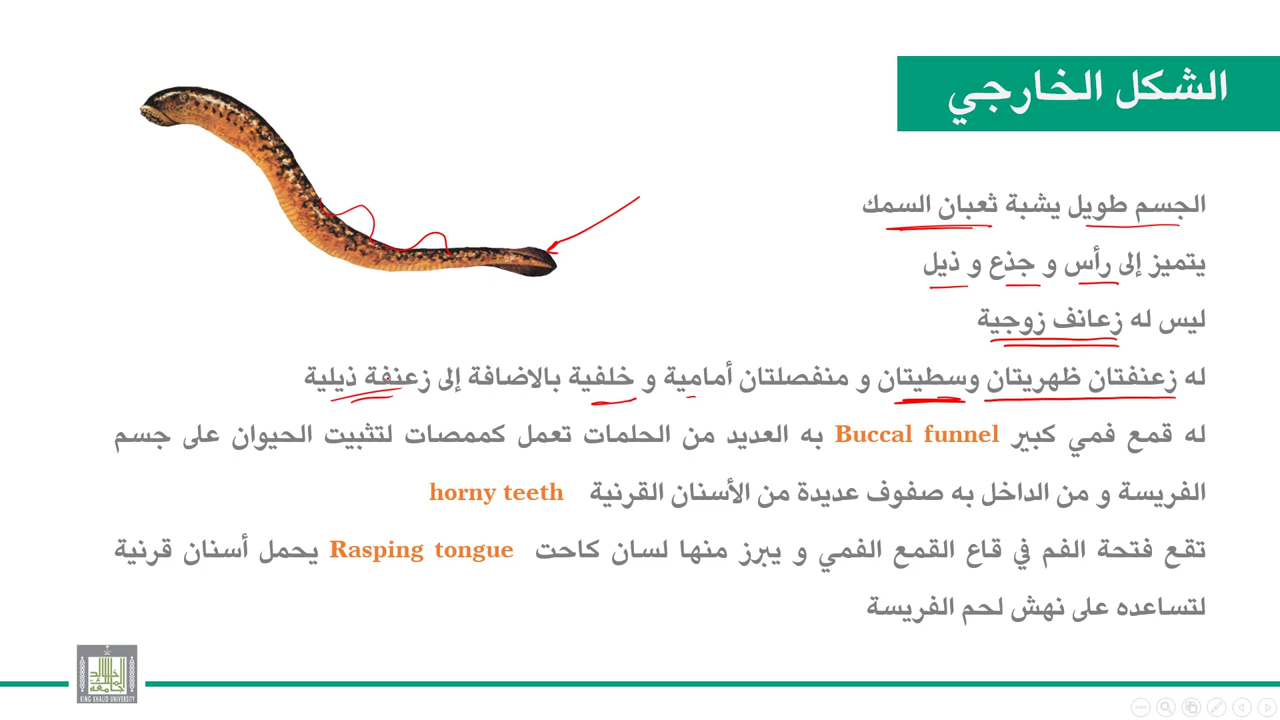 الشكل الخارجي
الجسم طويل يشبة ثعبان السمك
يتميز إلى رأس و جذع و ذيل
ليس له زعانف زوجية
له زعنفتان ظهريتان وسطيتان و منفصلتان أمامية و خلفية بالاضافة إلى زعنفة ذيلية
له قمع فمي كبير Buccal funnel به العديد من الحلمات تعمل كممصات لتثبيت الحيوان على جسم
الفريسة و من الداخل به صفوف عديدة من الأسنان القرنية horny teeth
تقع فتحة الفم في قاع القمع الفمي و يبرز منها لسان كاحت Rasping tongue يحمل أسنان قرنية
لتساعده على نهش لحم الفريسة
KING KHALID UNIVERSITY